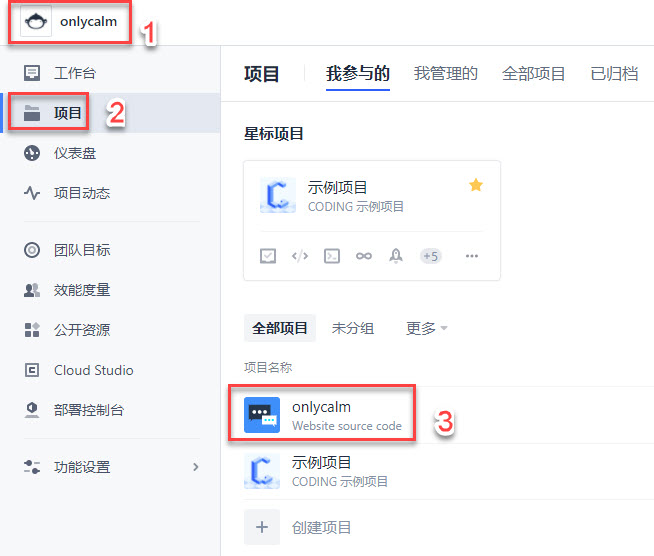 onlycalm
1
工作台
项目
2
仪表盘
项目动态
团队目标
效能度量
公开资源
Cloud Studio
部署控制台
功能设置
项目 我参与的 我管理的 全部项目 已归档
星标项目
示例项目
CODING 示例项目
+5
全部项目 未分组 更多
项目名称
onlycalm
Website source code
3
示例项目
CODING 示例项目
创建项目